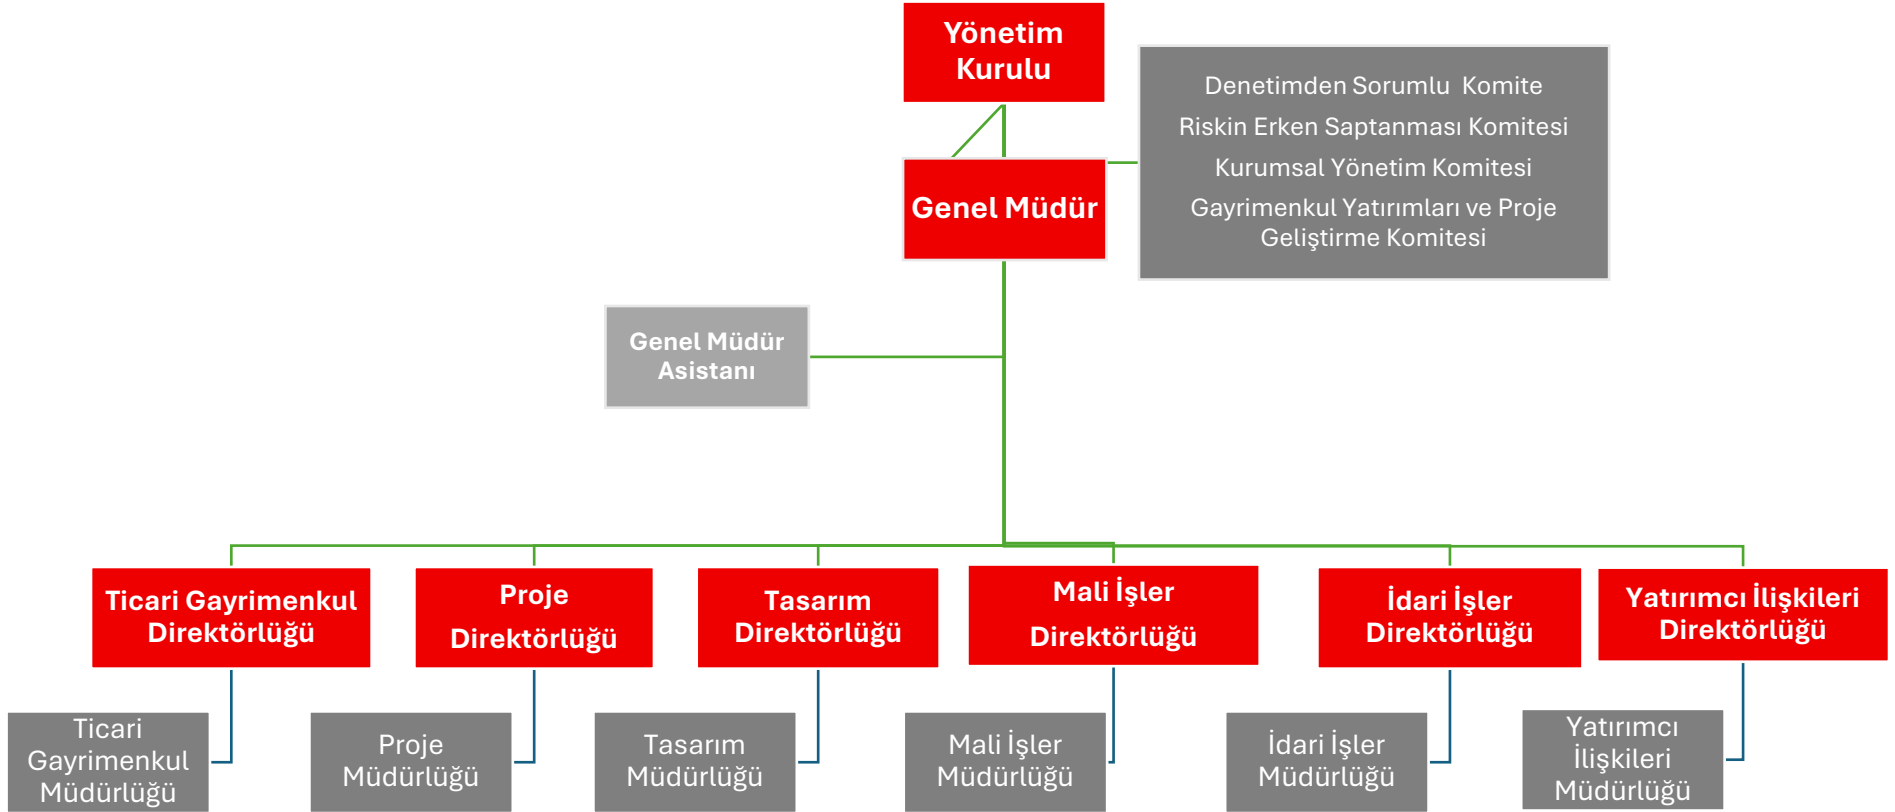 Yönetim
Kurulu
Denetimden Sorumlu  Komite
Riskin Erken Saptanması Komitesi
Kurumsal Yönetim Komitesi
Gayrimenkul Yatırımları ve Proje
Geliştirme Komitesi
Genel Müdür
Genel Müdür
Asistanı
Ticari Gayrimenkul
Direktörlüğü
Proje
Direktörlüğü
Tasarım
Direktörlüğü
Mali İşler
Direktörlüğü
İdari İşler
Direktörlüğü
Yatırımcı İlişkileri
Direktörlüğü
Ticari
Gayrimenkul
Müdürlüğü
Proje
Müdürlüğü
Tasarım
Müdürlüğü
Mali İşler
Müdürlüğü
İdari İşler
Müdürlüğü
Yatırımcı
İlişkileri
Müdürlüğü